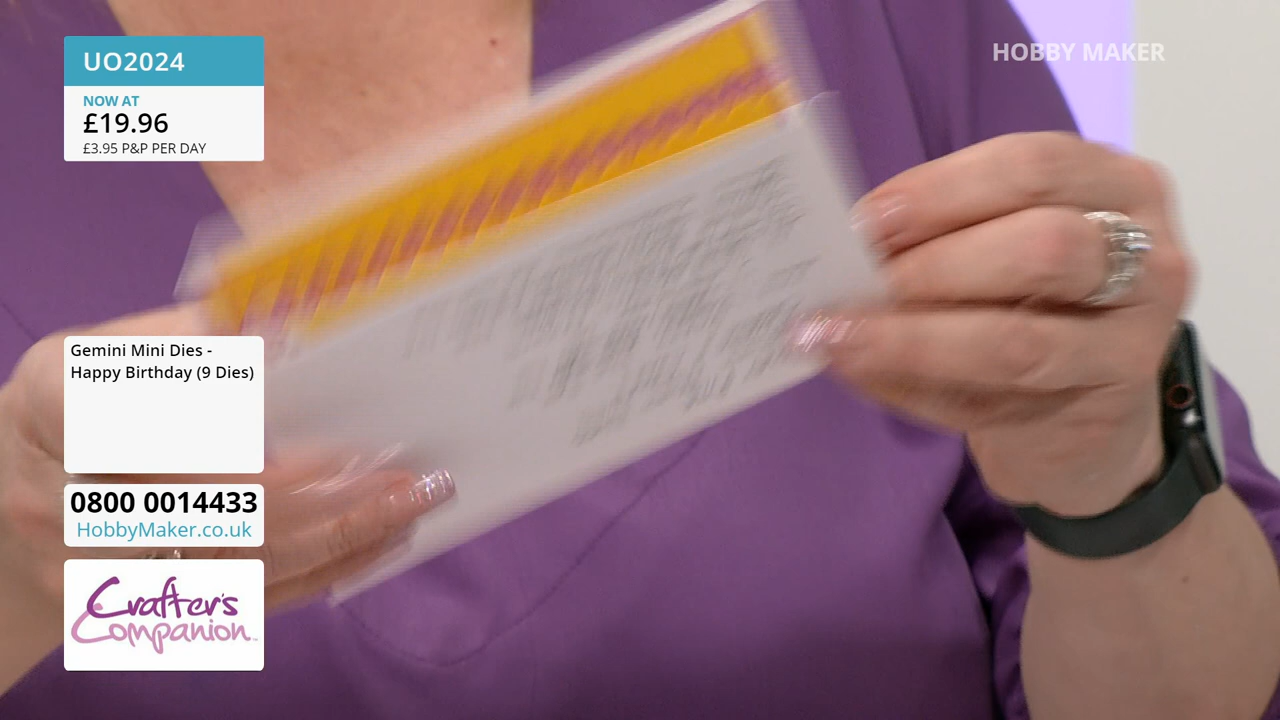 UO2024
NOW AT
£19.96
£3.95 P&P PER DAY
HOBBY MAKER
Gemini Mini Dies -
Happy Birthday (9 Dies)
0800 0014433
HobbyMaker.co.uk
Crafter's
Companion